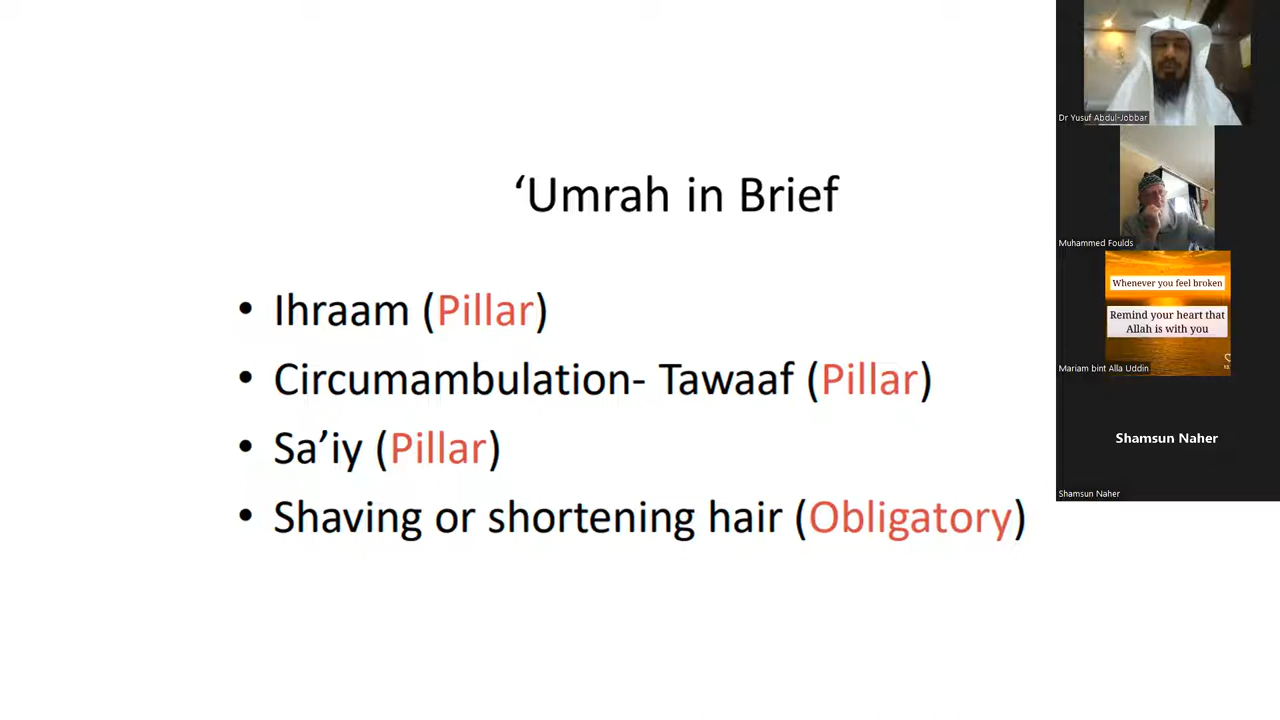 ‘Umrah in Brief
• Ihraam (Pillar)
• Circumambulation- Tawaaf (Pillar)
• Sa’iy (Pillar)
• Shaving or shortening hair (Obligatory)
Dr Yusuf Abdul-Jobbar
Muhammed Foulds
Whenever you feel broken
Remind your heart that
Allah is with you
Mariam bint Alla Uddin
Shamsun Naher
Shamsun Naher